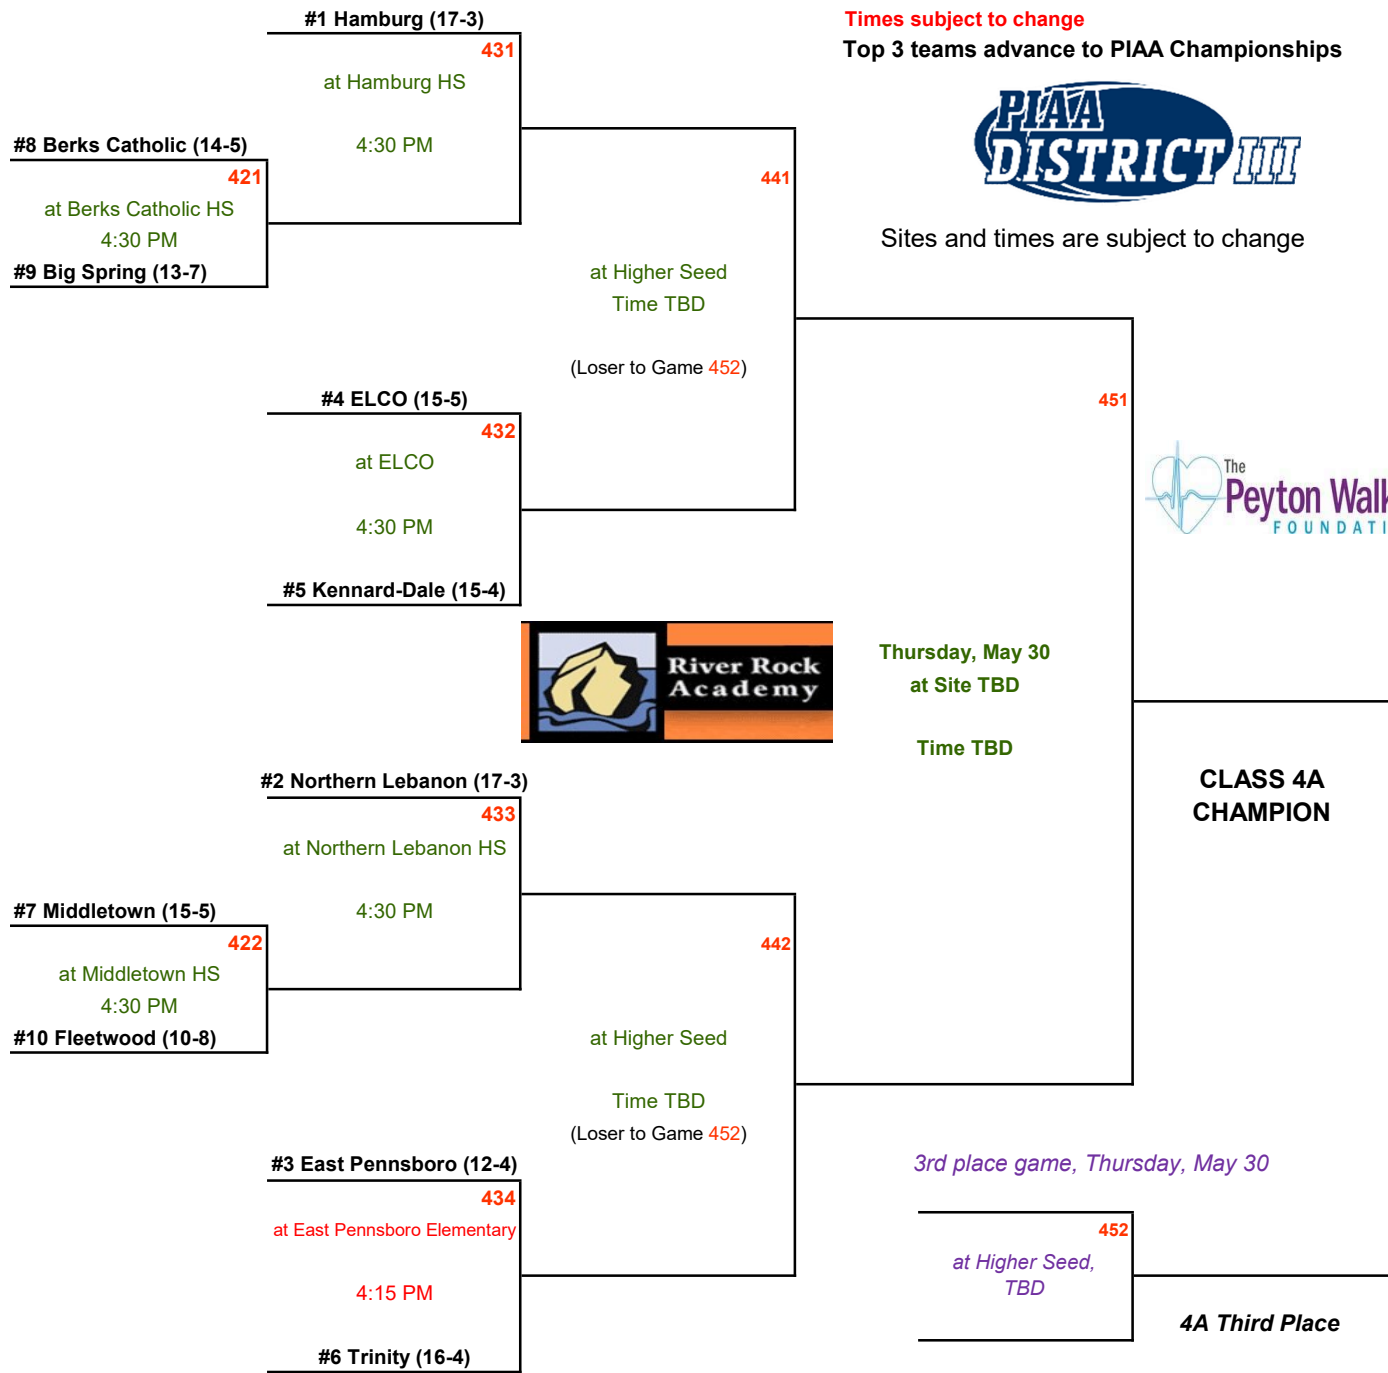 #1 Hamburg (17-3)
Times subject to change
431
Top 3 teams advance to PIAA Championships
at Hamburg HS
PIAA
DISTRICT III
#8 Berks Catholic (14-5)
4:30 PM
421
441
at Berks Catholic HS
4:30 PM
Sites and times are subject to change
#9 Big Spring (13-7)
at Higher Seed
Time TBD
(Loser to Game 452)
#4 ELCO (15-5)
451
432
at ELCO
The
Peyton Walk
FOUNDATI
4:30 PM
#5 Kennard-Dale (15-4)
River Rock
Academy
Thursday, May 30
at Site TBD
Time TBD
#2 Northern Lebanon (17-3)
CLASS 4A
CHAMPION
433
at Northern Lebanon HS
#7 Middletown (15-5)
4:30 PM
422
442
at Middletown HS
4:30 PM
#10 Fleetwood (10-8)
at Higher Seed
Time TBD
(Loser to Game 452)
#3 East Pennsboro (12-4)
3rd place game, Thursday, May 30
434
at East Pennsboro Elementary
452
at Higher Seed,
TBD
4:15 PM
4A Third Place
#6 Trinity (16-4)